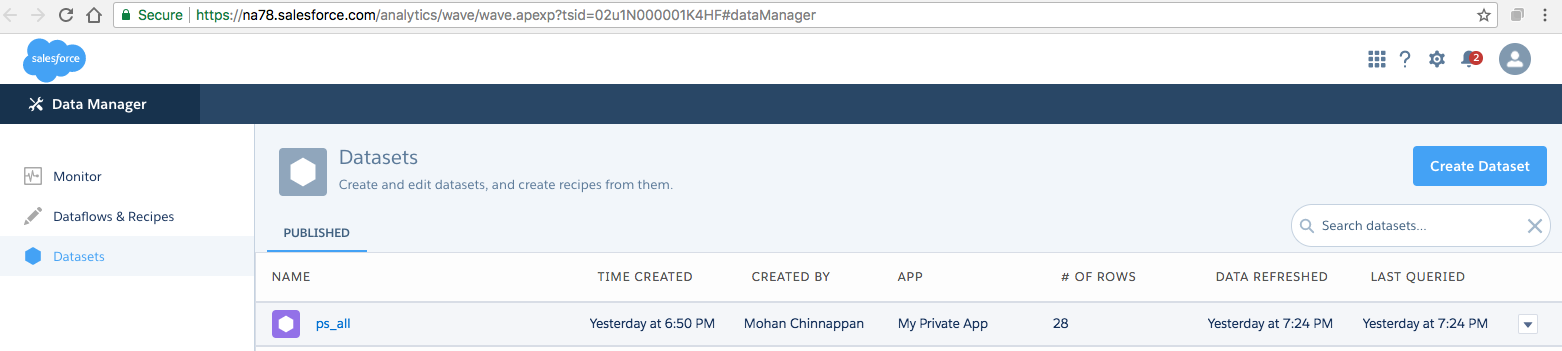 Secure https://na78.salesforce.com/analytics/wave/wave.apexp?tsid=02u1N000001K4HF#dataManager
salesforce
? 2
Data Manager
Monitor
Dataflows & Recipes
Datasets
Datasets
Create and edit datasets, and create recipes from them.
Create Dataset
PUBLISHED
Search datasets...
NAME TIME CREATED CREATED BY APP # OF ROWS DATA REFRESHED LAST QUERIED
ps_all Yesterday at 6:50 PM Mohan Chinnappan My Private App 28 Yesterday at 7:24 PM Yesterday at 7:24 PM